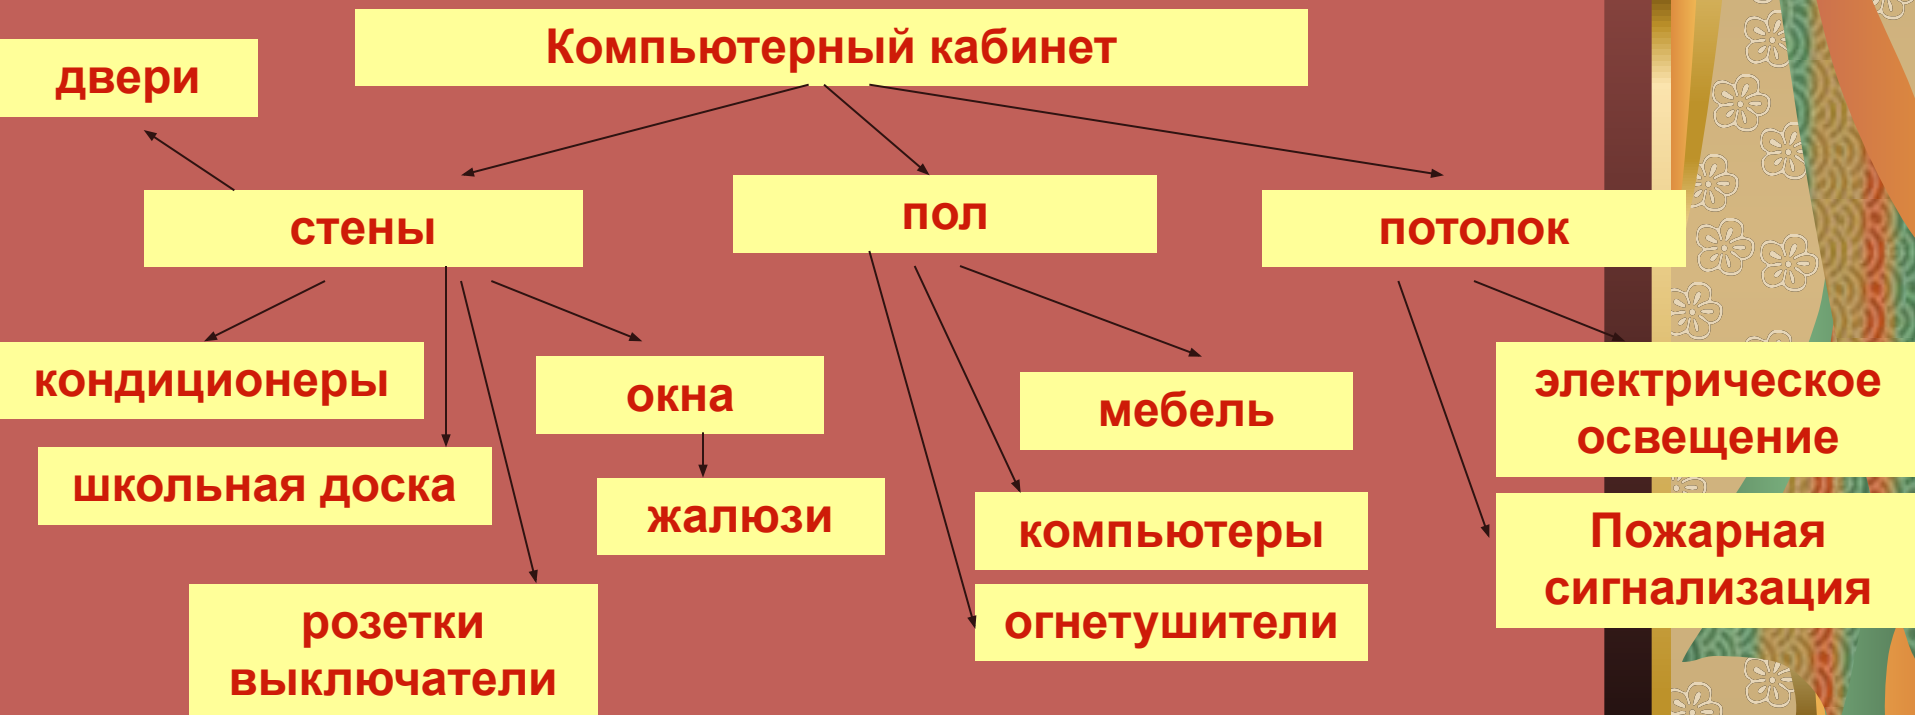 Компьютерный кабинет
двери
стены
пол
потолок
кондиционеры
окна
мебель
электрическое
освещение
школьная доска
жалюзи
компьютеры
Пожарная
сигнализация
розетки
выключатели
огнетушители